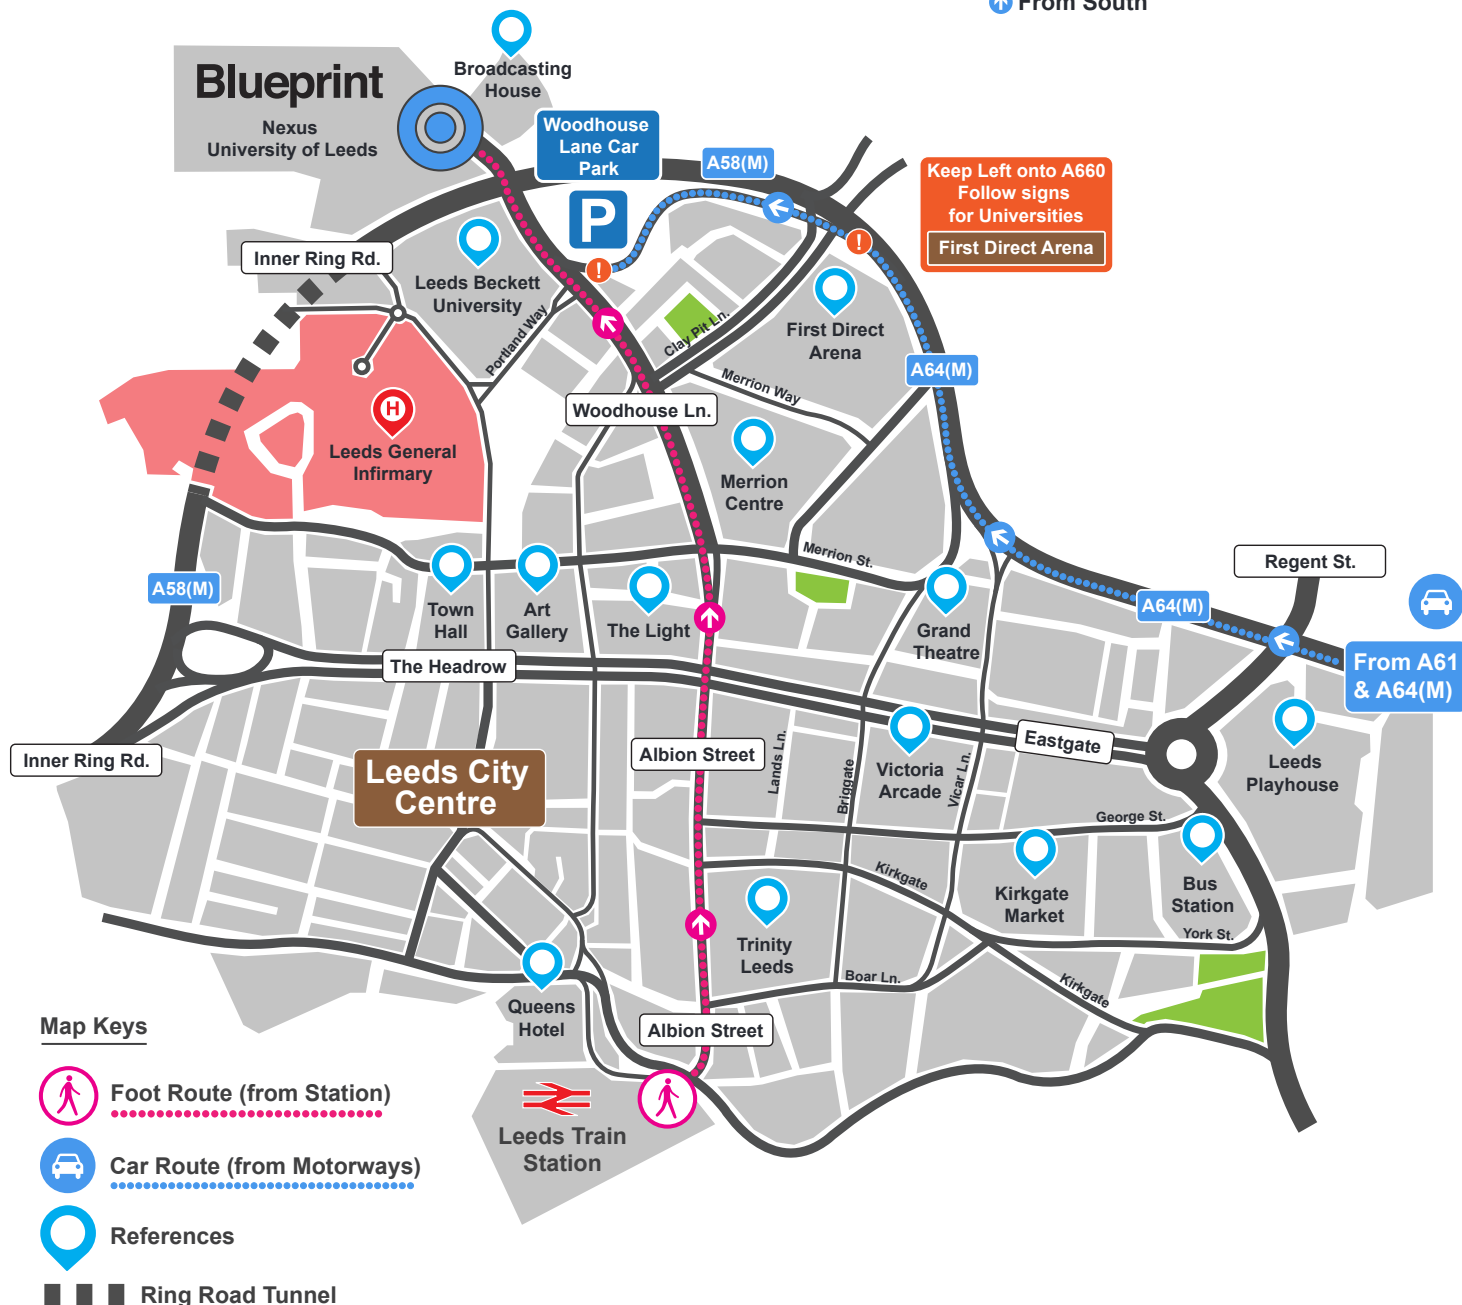 From South
Broadcasting
House
Blueprint
Nexus
University of Leeds
Woodhouse
Lane Car
Park
P
A58(M)
Keep Left onto A660
Follow signs
for Universities
First Direct Arena
!
!
Inner Ring Rd.
Leeds Beckett
University
Portland Way
Clay Pit Ln.
First Direct
Arena
A64(M)
Merrion Way
Woodhouse Ln.
H
Leeds General
Infirmary
Merrion
Centre
Merrion St.
Regent St.
A58(M)
Town
Hall
Art
Gallery
The Light
Grand
Theatre
A64(M)
From A61
& A64(M)
The Headrow
Inner Ring Rd.
Leeds City
Centre
Albion Street
Lands Ln.
Briggate
Victoria
Arcade
Vicar Ln.
Eastgate
Leeds
Playhouse
George St.
Kirkgate
Kirkgate
Market
Bus
Station
York St.
Trinity
Leeds
Boar Ln.
Kirkgate
Queens
Hotel
Albion Street
Leeds Train
Station
Map Keys
Foot Route (from Station)
Car Route (from Motorways)
References
Ring Road Tunnel